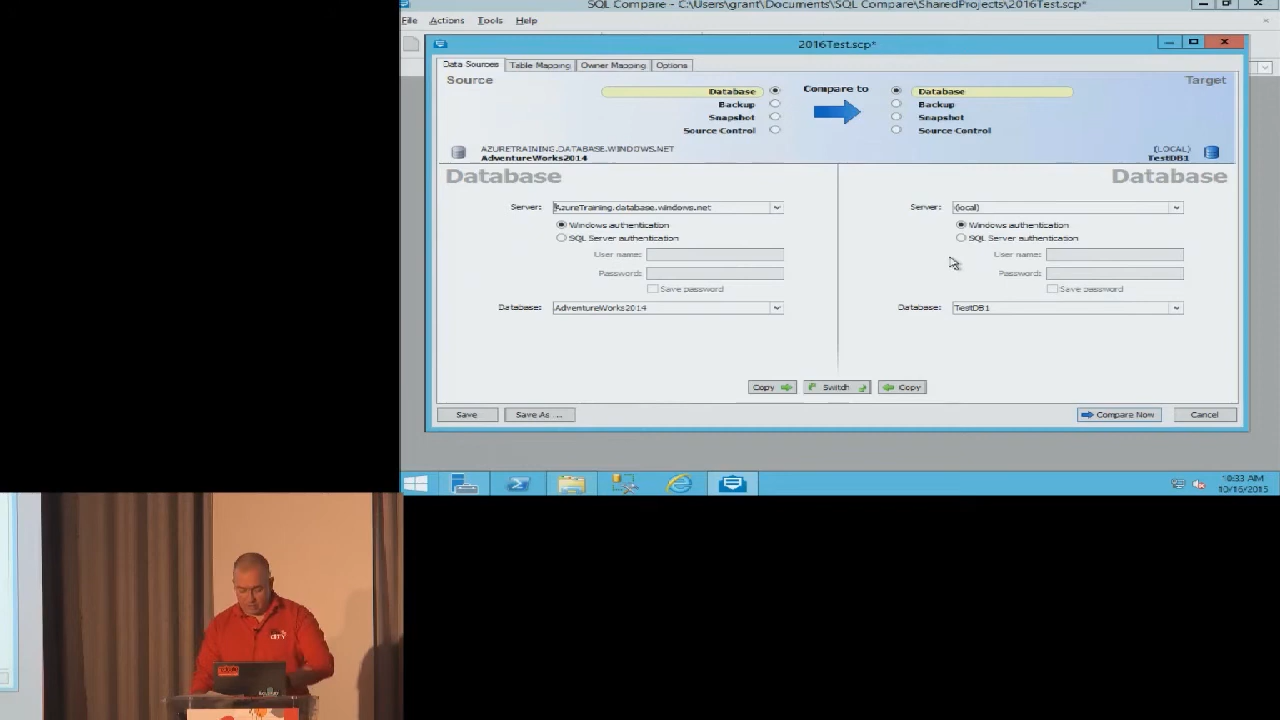 SQL Compare - C:\Users\grant\Documents\SQL Compare\SharedProjects\2016Test.scp*
File Actions Tools Help
2016Test.scp*
Data Sources Table Mapping Owner Mapping Options
Source Target
Compare to
Database Database
Backup Backup
Snapshot Snapshot
Source Control Source Control
AZURETRAINING.DATABASE.WINDOWS.NET (LOCAL)
AdventureWorks2014 TestDB1
Database Database
Server: AzureTraining.database.windows.net Server: (local)
Windows authentication Windows authentication
SQL Server authentication SQL Server authentication
User name: User name:
Password: Password:
Save password Save password
Database: AdventureWorks2014 Database: TestDB1
Copy Switch Copy
Save Save As ... Compare Now Cancel
10:33 AM
10/16/2015